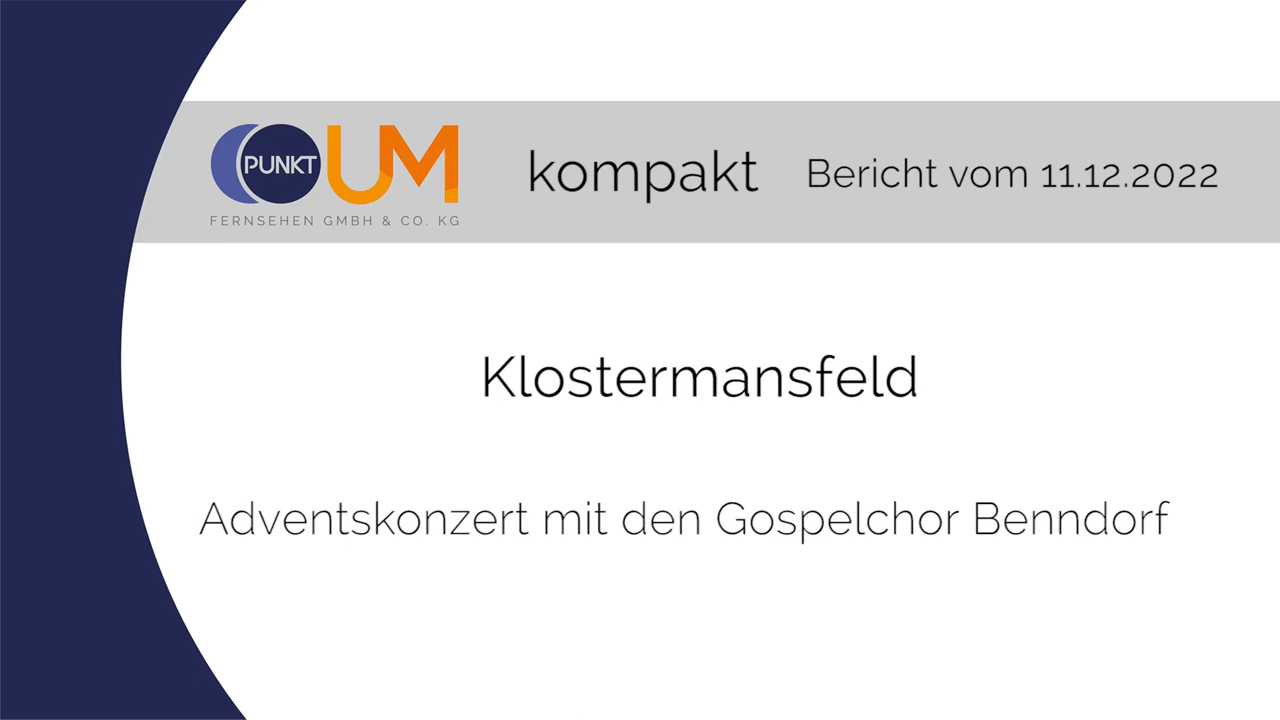 PUNKT UM
FERNSEHEN GMBH & CO. KG
kompakt Bericht vom 11.12.2022
Klostermansfeld
Adventskonzert mit den Gospelchor Benndorf